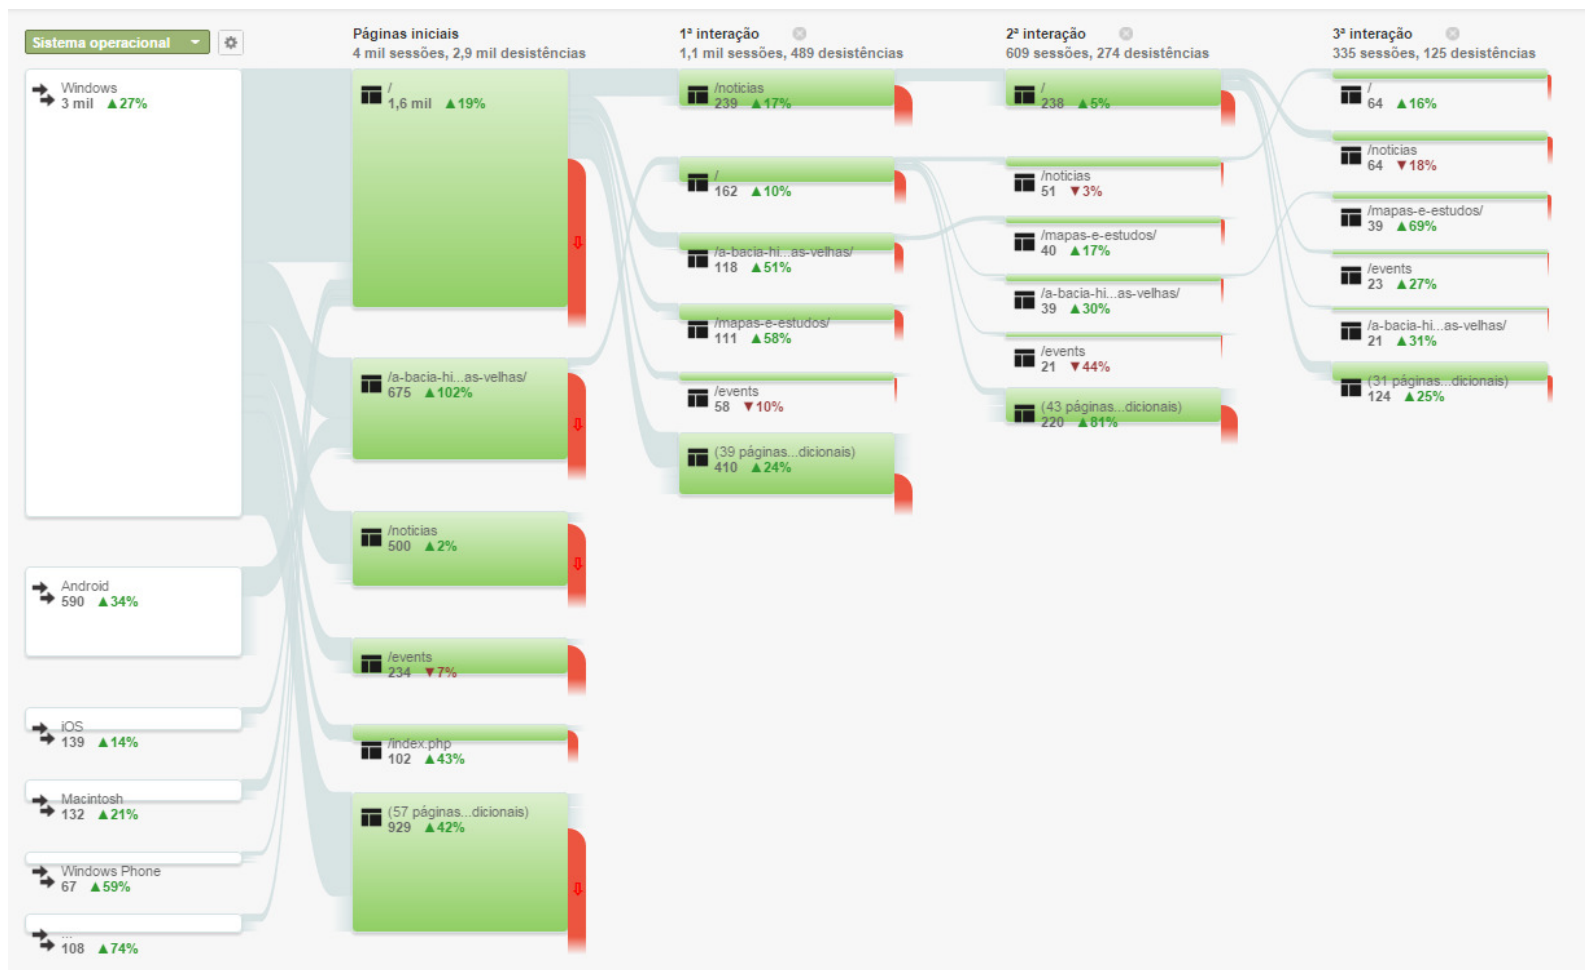 Sistema operacional
Windows
3 mil ▲27%
Android
590 ▲34%
iOS
139 ▲14%
Macintosh
132 ▲21%
Windows Phone
67 ▲59%
...
108 ▲74%
Páginas iniciais
4 mil sessões, 2,9 mil desistências
/
1,6 mil ▲19%
/a-bacia-hi...as-velhas/
675 ▲102%
/noticias
500 ▲2%
/events
234 ▼7%
/index.php
102 ▲43%
(57 páginas...dicionais)
929 ▲42%
1ª interação
1,1 mil sessões, 489 desistências
/noticias
239 ▲17%
/
162 ▲10%
/a-bacia-hi...as-velhas/
118 ▲51%
/mapas-e-estudos/
111 ▲58%
/events
58 ▼10%
(39 páginas...dicionais)
410 ▲24%
2ª interação
609 sessões, 274 desistências
/
238 ▲5%
/noticias
51 ▼3%
/mapas-e-estudos/
40 ▲17%
/a-bacia-hi...as-velhas/
39 ▲30%
/events
21 ▼44%
(43 páginas...dicionais)
220 ▲81%
3ª interação
335 sessões, 125 desistências
/
64 ▲16%
/noticias
64 ▼18%
/mapas-e-estudos/
39 ▲69%
/events
23 ▲27%
/a-bacia-hi...as-velhas/
21 ▲31%
(31 páginas...dicionais)
124 ▲25%